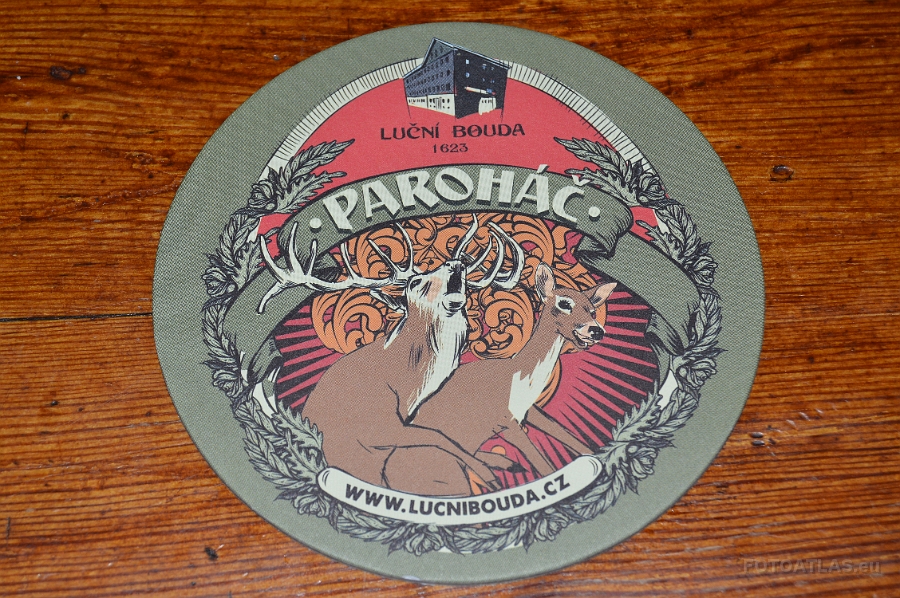 LUČNÍ BOUDA
1623
·PAROHÁČ·
WWW.LUCNIBOUDA.CZ
FOTOATLAS.eu